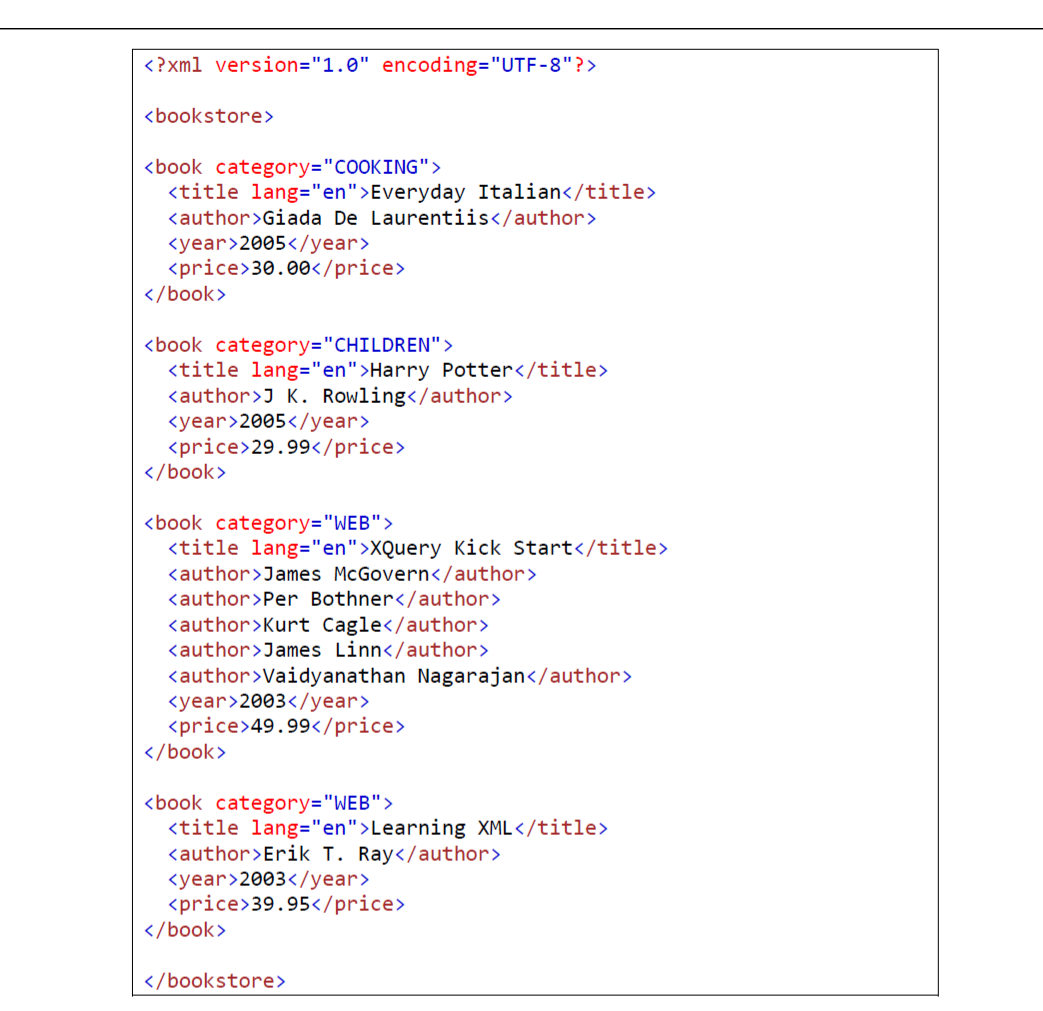 <?xml version="1.0" encoding="UTF-8"?>
<bookstore>
<book category="COOKING">
  <title lang="en">Everyday Italian</title>
  <author>Giada De Laurentiis</author>
  <year>2005</year>
  <price>30.00</price>
</book>
<book category="CHILDREN">
  <title lang="en">Harry Potter</title>
  <author>J K. Rowling</author>
  <year>2005</year>
  <price>29.99</price>
</book>
<book category="WEB">
  <title lang="en">XQuery Kick Start</title>
  <author>James McGovern</author>
  <author>Per Bothner</author>
  <author>Kurt Cagle</author>
  <author>James Linn</author>
  <author>Vaidyanathan Nagarajan</author>
  <year>2003</year>
  <price>49.99</price>
</book>
<book category="WEB">
  <title lang="en">Learning XML</title>
  <author>Erik T. Ray</author>
  <year>2003</year>
  <price>39.95</price>
</book>
</bookstore>